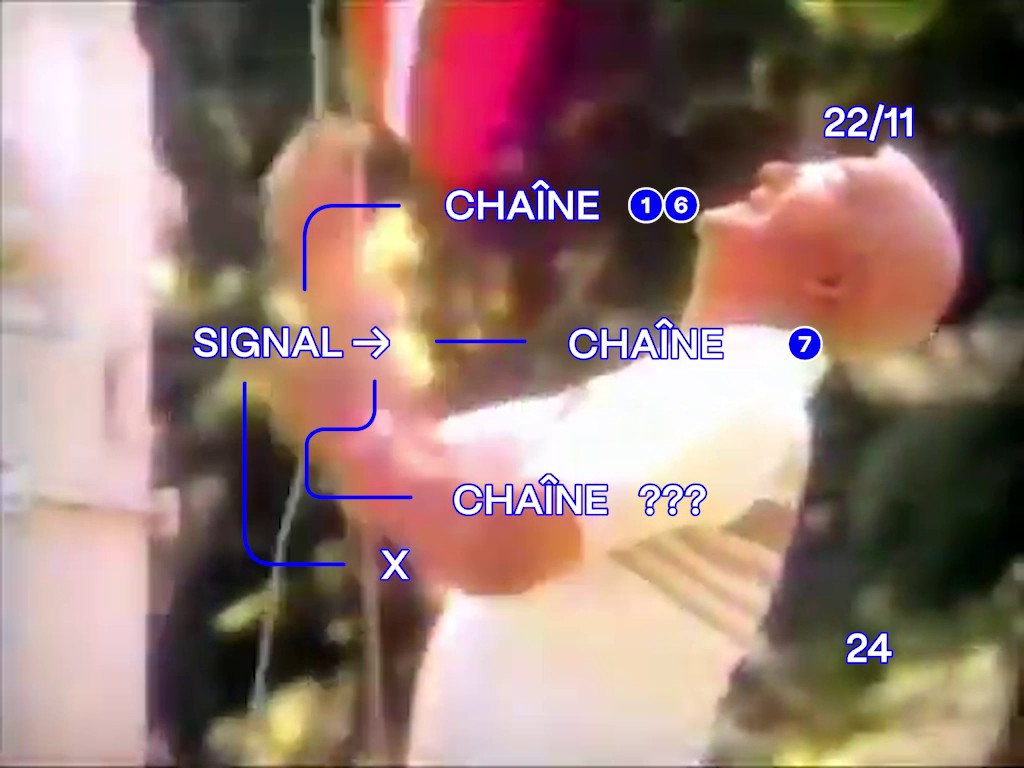 22/11
CHAÎNE 1 6
SIGNAL → CHAÎNE 7
CHAÎNE ???
X
24